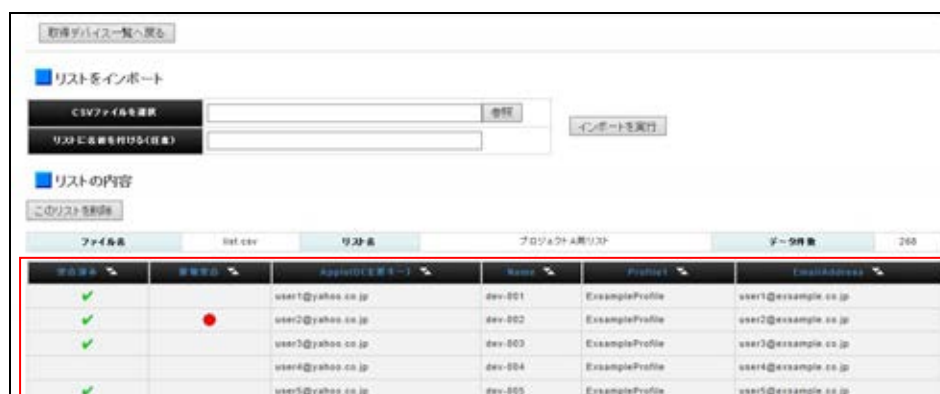 取得デバイス一覧へ戻る
リストをインポート
CSVファイルを選択 参照
リストに名前を付ける(任意) インポートを実行
リストの内容
このリストを削除
ファイル名 list.csv リスト名 プロジェクトA用リスト データ件数 268
AppleID(主要キー) Name Profile1 EmailAddress
user1@yahoo.co.jp dev-001 ExsampleProfile user1@exsample.co.jp
user2@yahoo.co.jp dev-002 ExsampleProfile user2@exsample.co.jp
user3@yahoo.co.jp dev-003 ExsampleProfile user3@exsample.co.jp
user4@yahoo.co.jp dev-004 ExsampleProfile user4@exsample.co.jp
user5@yahoo.co.jp dev-005 ExsampleProfile user5@exsample.co.jp